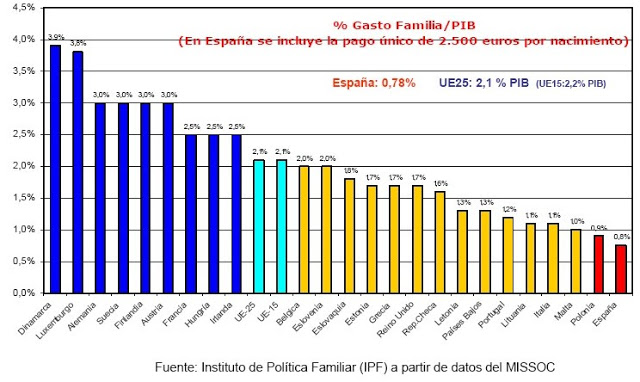 4,5%
% Gasto Familia/PIB
(En España se incluye la pago único de 2.500 euros por nacimiento)
4,0%
3,9%
3,8%
3,5%
España: 0,78% UE25: 2,1 % PIB (UE15:2,2% PIB)
3,0%
3,0% 3,0% 3,0% 3,0%
2,5%
2,5% 2,5% 2,5%
2,1% 2,1%
2,0%
2,0% 2,0%
1,8%
1,7% 1,7% 1,7%
1,6%
1,5%
1,3% 1,3%
1,2%
1,1% 1,1%
1,0%
1,0%
0,9%
0,8%
0,5%
0,0%
Dinamarca
Luxemburgo
Alemania
Suecia
Finlandia
Austria
Francia
Hungría
Irlanda
UE-25
UE-15
Belgica
Eslovenia
Eslovaquia
Estonia
Grecia
Reino Unido
Rep.Checa
Letonia
Países Bajos
Portugal
Lituania
Italia
Malta
Polonia
España
Fuente: Instituto de Política Familiar (IPF) a partir de datos del MISSOC